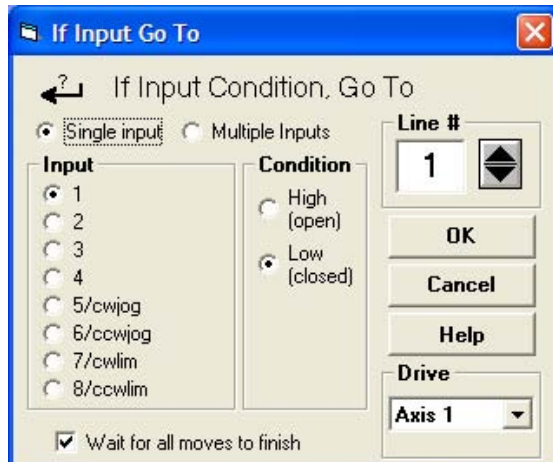 If Input Go To
? If Input Condition, Go To
Single input Multiple Inputs
Input
1
2
3
4
5/cwjog
6/ccwjog
7/cwlim
8/ccwlim
Condition
High
(open)
Low
(closed)
Wait for all moves to finish
Line #
1
OK
Cancel
Help
Drive
Axis 1